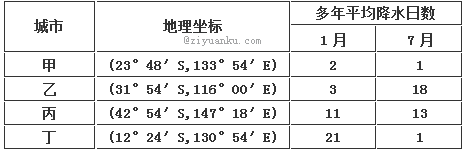 城市 地理坐标 多年平均降水日数
1月 7月
@ziyuanku.com
甲 (23°48′S,133°54′E) 2 1
乙 (31°54′S,116°00′E) 3 18
丙 (42°54′S,147°18′E) 11 13
丁 (12°24′S,130°54′E) 21 1